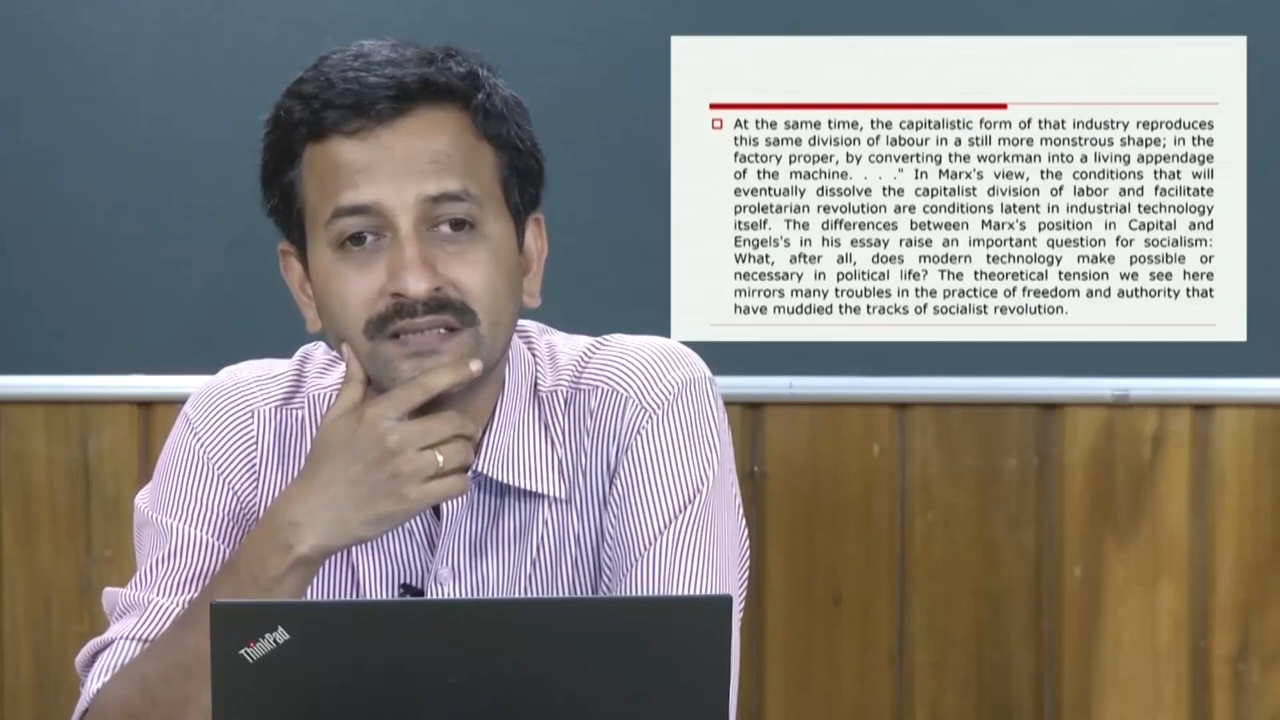 At the same time, the capitalistic form of that industry reproduces
this same division of labour in a still more monstrous shape; in the
factory proper, by converting the workman into a living appendage
of the machine. . . ." In Marx's view, the conditions that will
eventually dissolve the capitalist division of labor and facilitate
proletarian revolution are conditions latent in industrial technology
itself. The differences between Marx's position in Capital and
Engels's in his essay raise an important question for socialism:
What, after all, does modern technology make possible or
necessary in political life? The theoretical tension we see here
mirrors many troubles in the practice of freedom and authority that
have muddied the tracks of socialist revolution.
ThinkPad